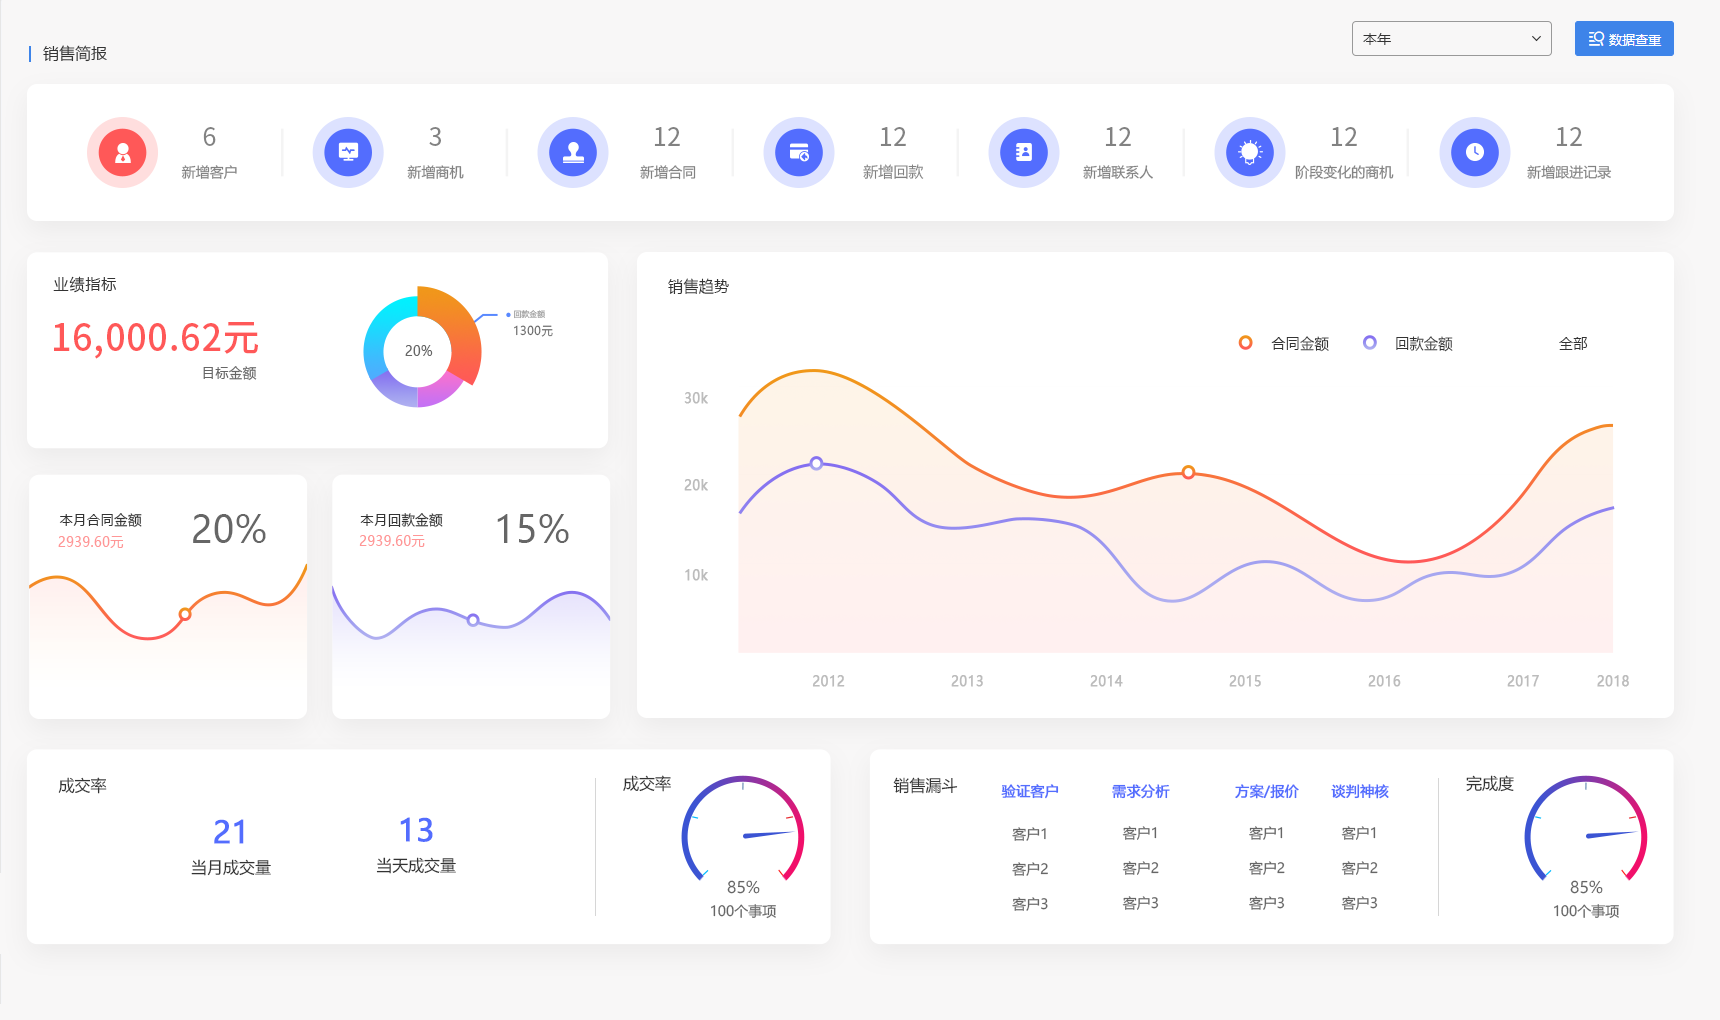 销售简报
本年
数据查重
6
新增客户
3
新增商机
12
新增合同
12
新增回款
12
新增联系人
12
阶段变化的商机
12
新增跟进记录
业绩指标
16,000.62元
目标金额
20%
回款金额
1300元
销售趋势
合同金额
回款金额
全部
30k
20k
10k
2012
2013
2014
2015
2016
2017
2018
本月合同金额
2939.60元
20%
本月回款金额
2939.60元
15%
成交率
21
当月成交量
13
当天成交量
成交率
85%
100个事项
销售漏斗
验证客户
需求分析
方案/报价
谈判神核
客户1
客户1
客户1
客户1
客户2
客户2
客户2
客户2
客户3
客户3
客户3
客户3
完成度
85%
100个事项